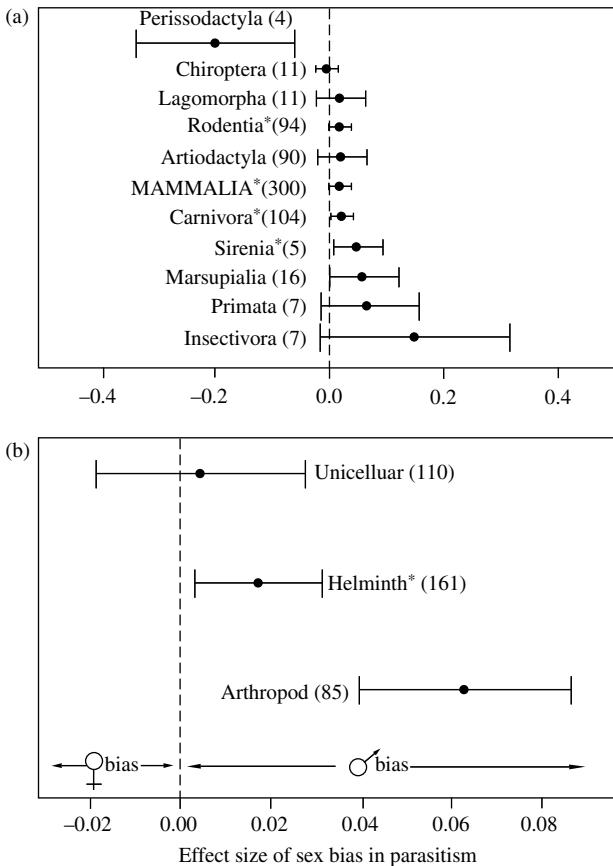 (a)
Perissodactyla (4)
Chiroptera (11)
Lagomorpha (11)
Rodentia*(94)
Artiodactyla (90)
MAMMALIA*(300)
Carnivora*(104)
Sirenia*(5)
Marsupialia (16)
Primata (7)
Insectivora (7)
−0.4 −0.2 0.0 0.2 0.4
(b)
Unicelluar (110)
Helminth* (161)
Arthropod (85)
♀ bias ♂ bias
−0.02 0.00 0.02 0.04 0.06 0.08
Effect size of sex bias in parasitism